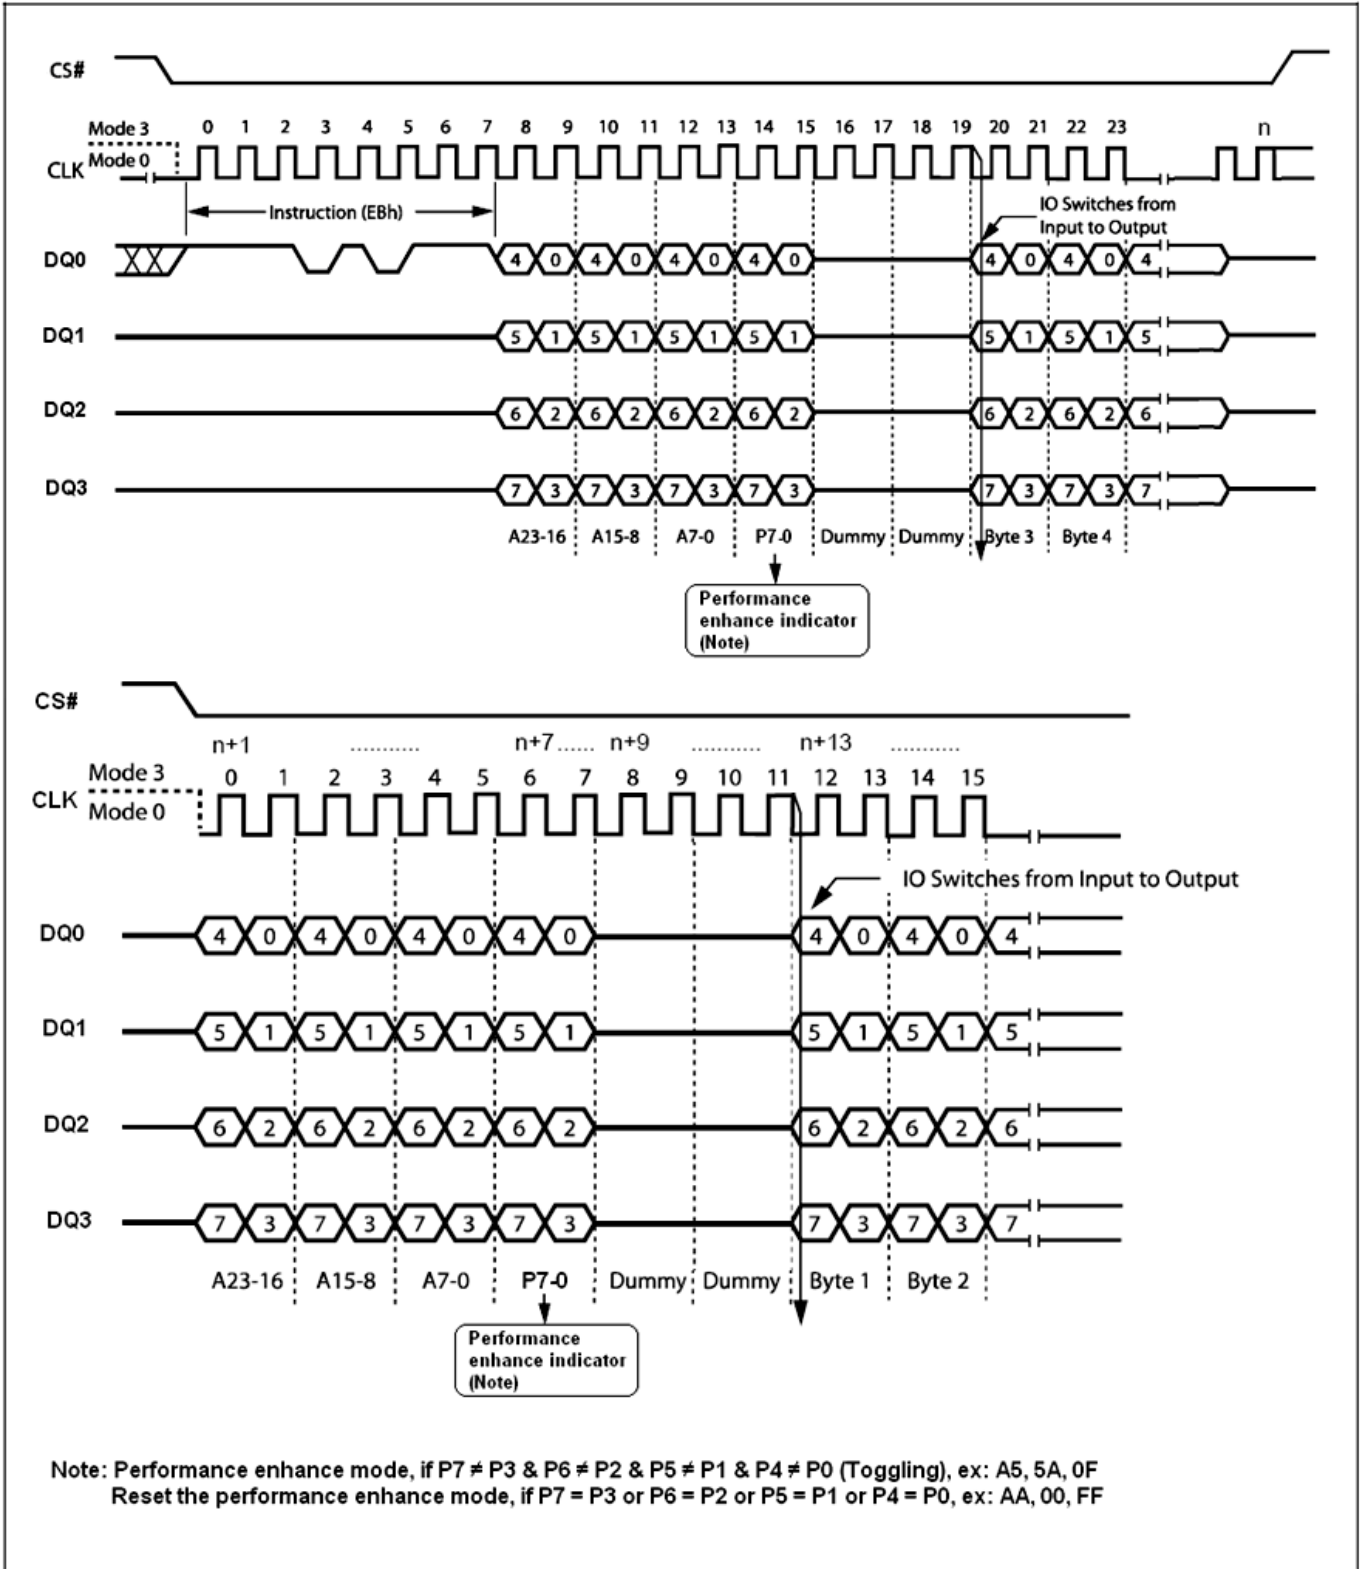 CS#
Mode 3
0 1 2 3 4 5 6 7 8 9 10 11 12 13 14 15 16 17 18 19 20 21 22 23 n
CLK Mode 0
Instruction (EBh)
IO Switches from
Input to Output
DQ0 4 0 4 0 4 0 4 0 4 0 4 0 4
DQ1 5 1 5 1 5 1 5 1 5 1 5 1 5
DQ2 6 2 6 2 6 2 6 2 6 2 6 2 6
DQ3 7 3 7 3 7 3 7 3 7 3 7 3 7
A23-16 A15-8 A7-0 P7-0 Dummy Dummy Byte 3 Byte 4
Performance
enhance indicator
(Note)
CS#
n+1 ........... n+7 ...... n+9 ........... n+13 ...........
Mode 3 0 1 2 3 4 5 6 7 8 9 10 11 12 13 14 15
CLK Mode 0
IO Switches from Input to Output
DQ0 4 0 4 0 4 0 4 0 4 0 4 0 4
DQ1 5 1 5 1 5 1 5 1 5 1 5 1 5
DQ2 6 2 6 2 6 2 6 2 6 2 6 2 6
DQ3 7 3 7 3 7 3 7 3 7 3 7 3 7
A23-16 A15-8 A7-0 P7-0 Dummy Dummy Byte 1 Byte 2
Performance
enhance indicator
(Note)
Note: Performance enhance mode, if P7 ≠ P3 & P6 ≠ P2 & P5 ≠ P1 & P4 ≠ P0 (Toggling), ex: A5, 5A, 0F
Reset the performance enhance mode, if P7 = P3 or P6 = P2 or P5 = P1 or P4 = P0, ex: AA, 00, FF